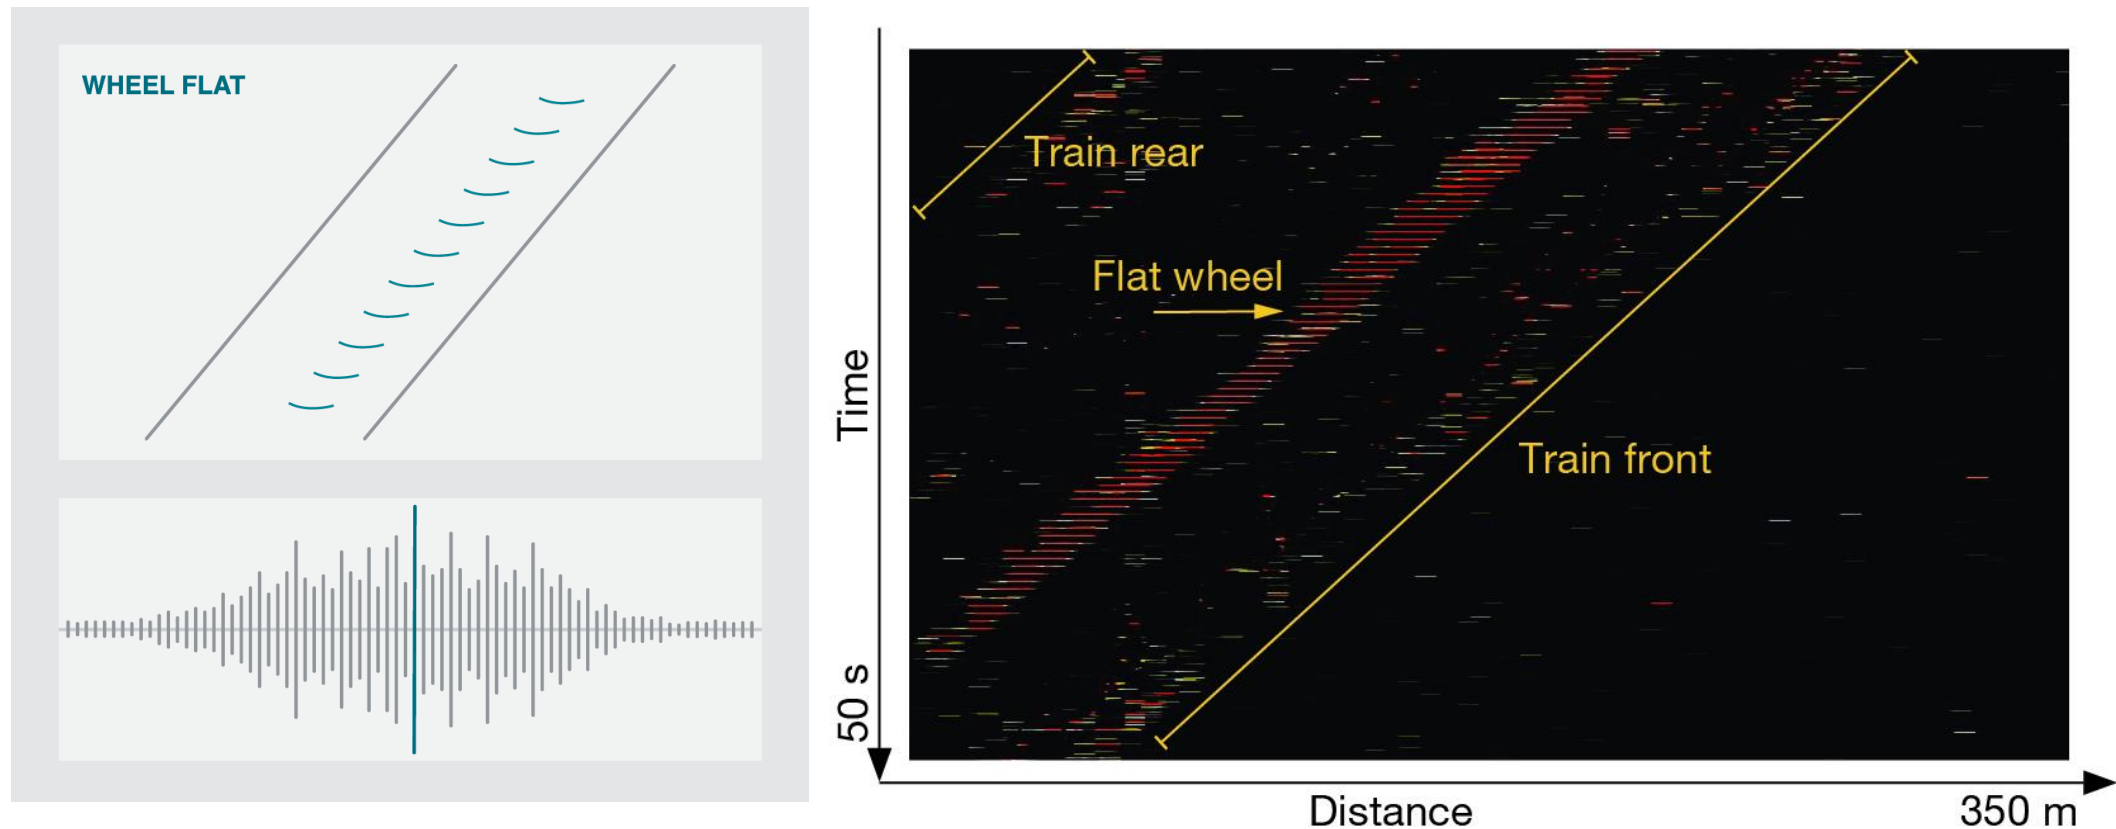 WHEEL FLAT
Train rear
Flat wheel
Train front
Time
50 s
Distance
350 m